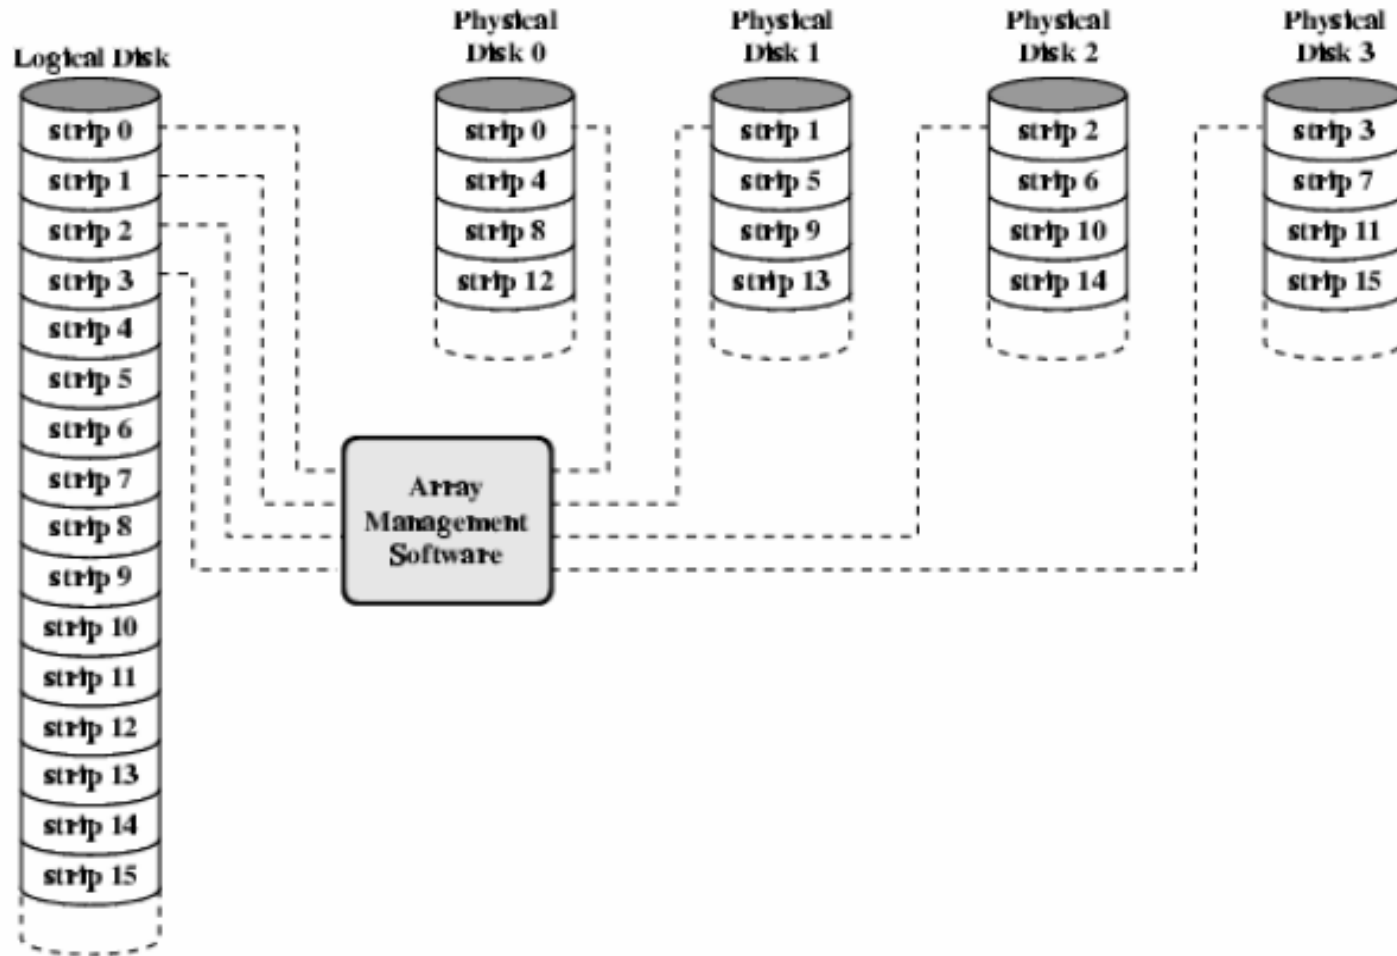 Logical Disk
strip 0
strip 1
strip 2
strip 3
strip 4
strip 5
strip 6
strip 7
strip 8
strip 9
strip 10
strip 11
strip 12
strip 13
strip 14
strip 15
Physical
Disk 0
strip 0
strip 4
strip 8
strip 12
Physical
Disk 1
strip 1
strip 5
strip 9
strip 13
Physical
Disk 2
strip 2
strip 6
strip 10
strip 14
Physical
Disk 3
strip 3
strip 7
strip 11
strip 15
Array
Management
Software